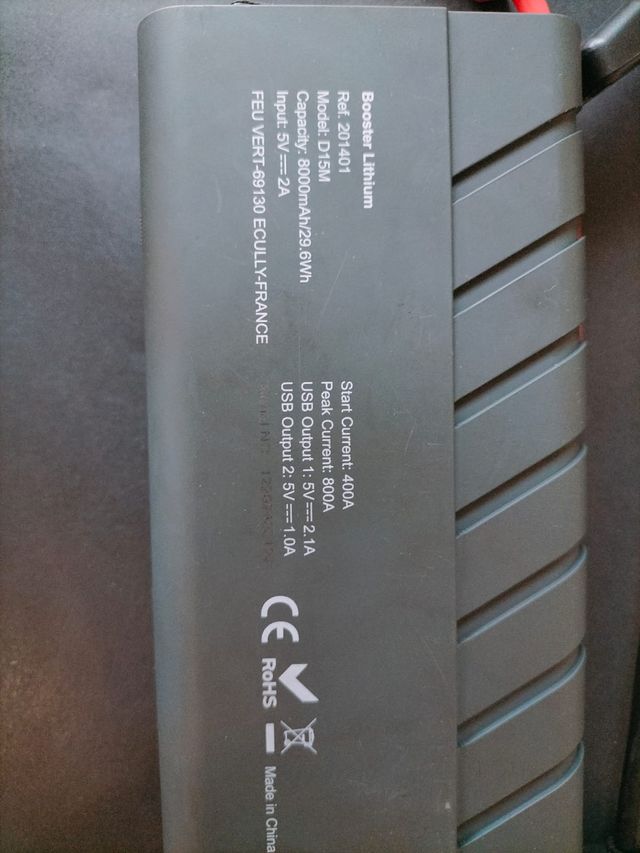 Booster Lithium
Ref. 201401
Model: D15M
Capacity: 8000mAh/29.6Wh
Input: 5V⎓2A
FEU VERT-69130 ECULLY-FRANCE
Start Current: 400A
Peak Current: 800A
USB Output 1: 5V⎓2.1A
USB Output 2: 5V⎓1.0A
CE
RoHS
Made in China